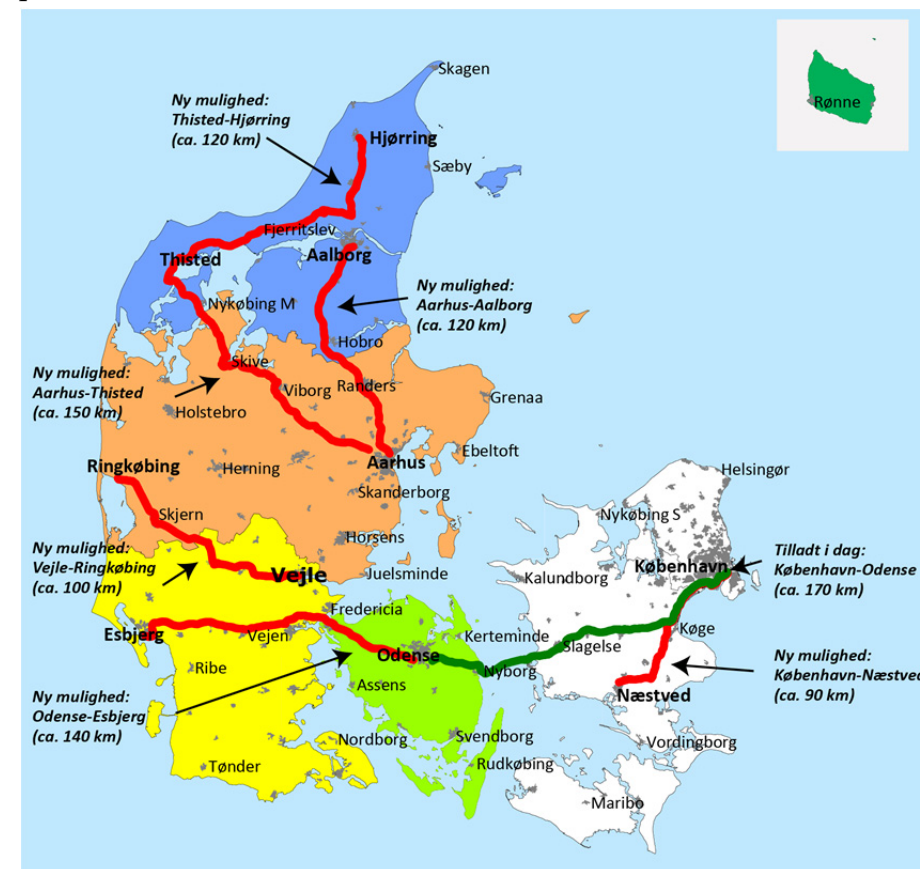 Skagen
Ny mulighed:
Thisted-Hjørring
(ca. 120 km)
Rønne
Hjørring
Sæby
Fjerritslev
Aalborg
Thisted
Ny mulighed:
Aarhus-Aalborg
(ca. 120 km)
Nykøbing M
Hobro
Ny mulighed:
Aarhus-Thisted
(ca. 150 km)
Skive
Viborg
Randers
Grenaa
Holstebro
Ebeltoft
Aarhus
Ringkøbing
Herning
Helsingør
Skanderborg
Skjern
Nykøbing S
Horsens
Ny mulighed:
Vejle-Ringkøbing
(ca. 100 km)
Tilladt i dag:
København-Odense
(ca. 170 km)
København
Vejle
Juelsminde
Kalundborg
Fredericia
Esbjerg
Vejen
Kerteminde
Køge
Slagelse
Odense
Nyborg
Ribe
Assens
Ny mulighed:
København-Næstved
(ca. 90 km)
Næstved
Ny mulighed:
Odense-Esbjerg
(ca. 140 km)
Nordborg
Svendborg
Vordingborg
Tønder
Rudkøbing
Maribo